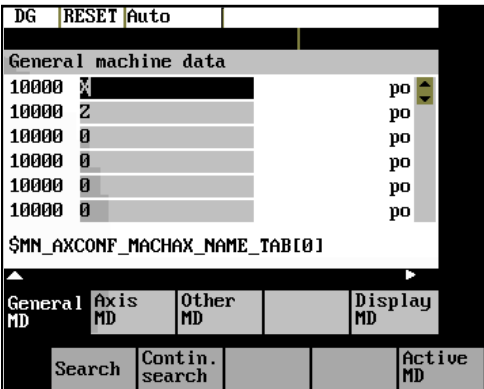 DG RESET Auto
General machine data
10000 X po
10000 Z po
10000 0 po
10000 0 po
10000 0 po
10000 0 po
$MN_AXCONF_MACHAX_NAME_TAB[0]
General MD Axis MD Other MD Display MD
Search Contin. search Active MD